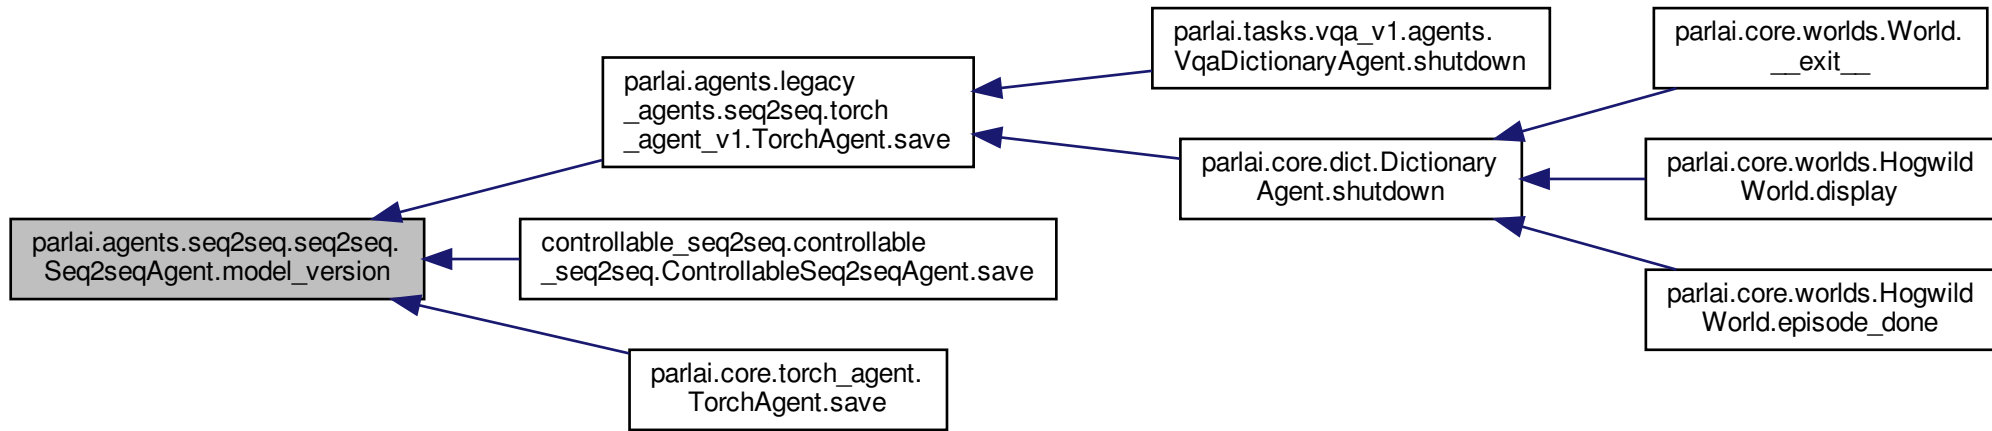 parlai.agents.seq2seq.seq2seq.
Seq2seqAgent.model_version
parlai.agents.legacy
_agents.seq2seq.torch
_agent_v1.TorchAgent.save
controllable_seq2seq.controllable
_seq2seq.ControllableSeq2seqAgent.save
parlai.core.torch_agent.
TorchAgent.save
parlai.tasks.vqa_v1.agents.
VqaDictionaryAgent.shutdown
parlai.core.dict.Dictionary
Agent.shutdown
parlai.core.worlds.World.
__exit__
parlai.core.worlds.Hogwild
World.display
parlai.core.worlds.Hogwild
World.episode_done